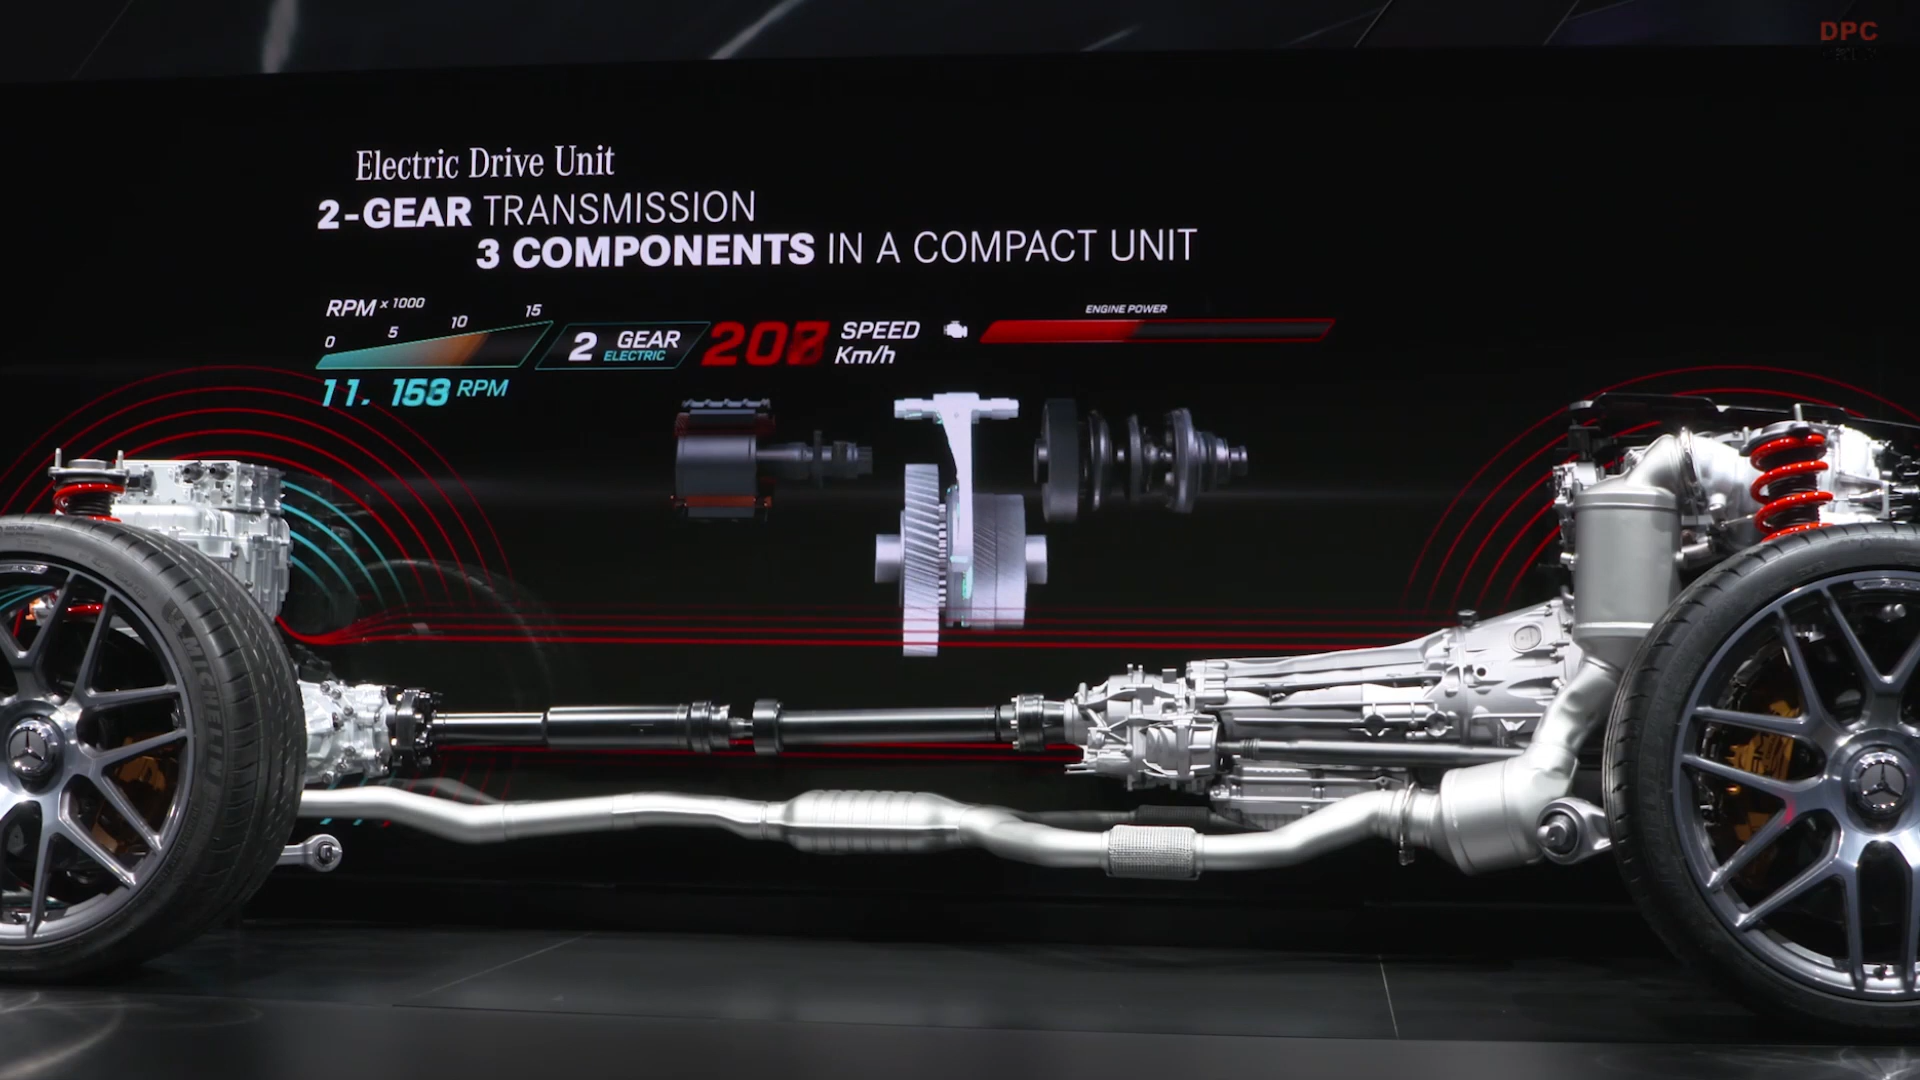 DPC
Electric Drive Unit
2-GEAR TRANSMISSION
3 COMPONENTS IN A COMPACT UNIT
RPM x 1000
0 5 10 15
2 GEAR
ELECTRIC
SPEED
Km/h
ENGINE POWER
11. 158 RPM
MICHELIN